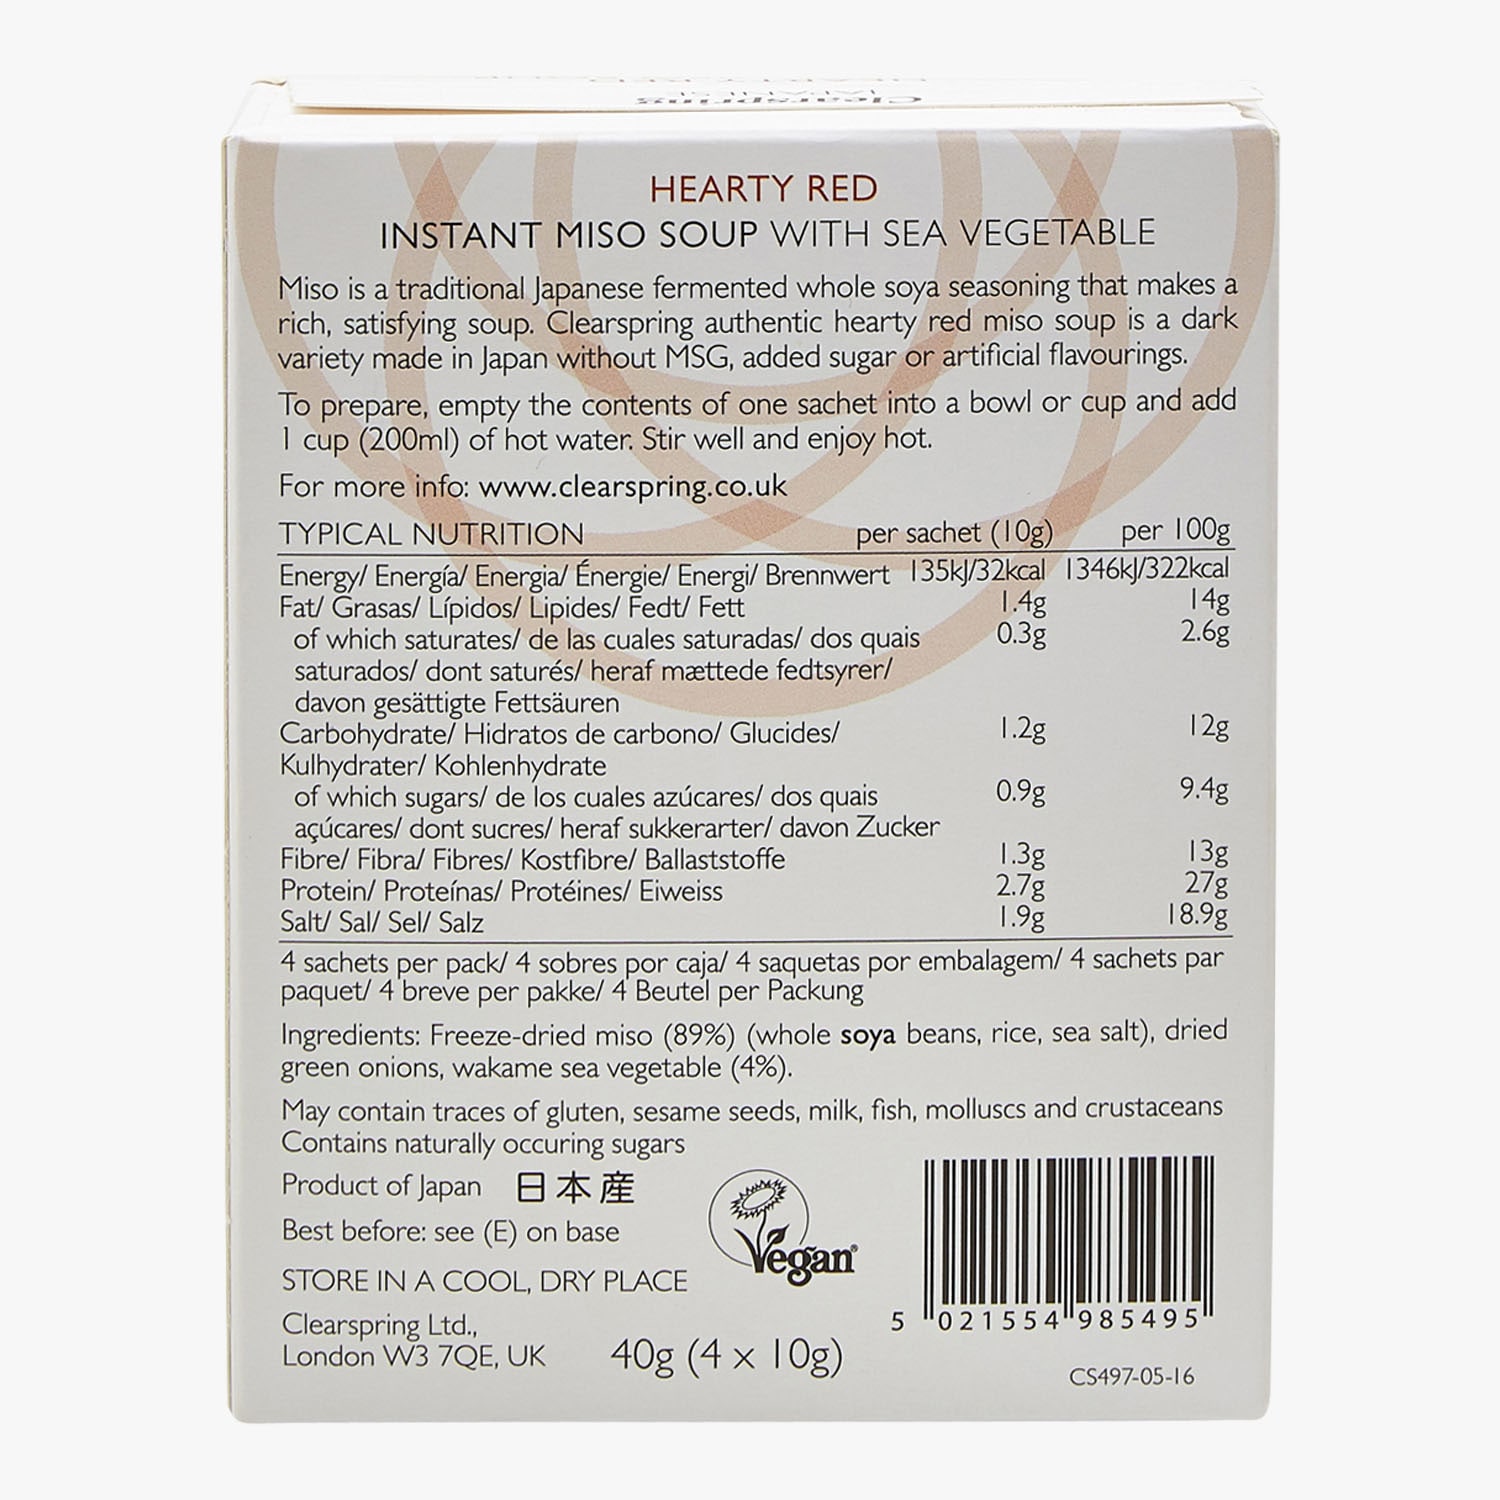 Clearspring
JAPANESE
HEARTY RED
INSTANT MISO SOUP WITH SEA VEGETABLE
Miso is a traditional Japanese fermented whole soya seasoning that makes a
rich, satisfying soup. Clearspring authentic hearty red miso soup is a dark
variety made in Japan without MSG, added sugar or artificial flavourings.
To prepare, empty the contents of one sachet into a bowl or cup and add
1 cup (200ml) of hot water. Stir well and enjoy hot.
For more info: www.clearspring.co.uk
TYPICAL NUTRITION per sachet (10g) per 100g
Energy/ Energía/ Energia/ Énergie/ Energi/ Brennwert 135kJ/32kcal 1346kJ/322kcal
Fat/ Grasas/ Lípidos/ Lipides/ Fedt/ Fett 1.4g 14g
of which saturates/ de las cuales saturadas/ dos quais 0.3g 2.6g
saturados/ dont saturés/ heraf mættede fedtsyrer/
davon gesättigte Fettsäuren
Carbohydrate/ Hidratos de carbono/ Glucides/ 1.2g 12g
Kulhydrater/ Kohlenhydrate
of which sugars/ de los cuales azúcares/ dos quais 0.9g 9.4g
açúcares/ dont sucres/ heraf sukkerarter/ davon Zucker
Fibre/ Fibra/ Fibres/ Kostfibre/ Ballaststoffe 1.3g 13g
Protein/ Proteínas/ Protéines/ Eiweiss 2.7g 27g
Salt/ Sal/ Sel/ Salz 1.9g 18.9g
4 sachets per pack/ 4 sobres por caja/ 4 saquetas por embalagem/ 4 sachets par
paquet/ 4 breve per pakke/ 4 Beutel per Packung
Ingredients: Freeze-dried miso (89%) (whole soya beans, rice, sea salt), dried
green onions, wakame sea vegetable (4%).
May contain traces of gluten, sesame seeds, milk, fish, molluscs and crustaceans
Contains naturally occuring sugars
Product of Japan 日本産
Best before: see (E) on base
Vegan®
STORE IN A COOL, DRY PLACE
Clearspring Ltd.,
London W3 7QE, UK
40g (4 x 10g)
5 021554 985495
CS497-05-16